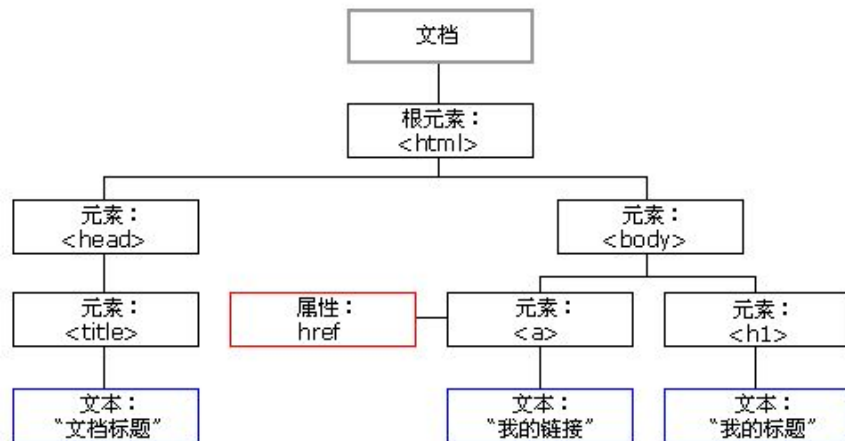 文档
根元素：
<html>
元素：
<head>
元素：
<body>
元素：
<title>
属性：
href
元素：
<a>
元素：
<h1>
文本：
“文档标题”
文本：
“我的链接”
文本：
“我的标题”